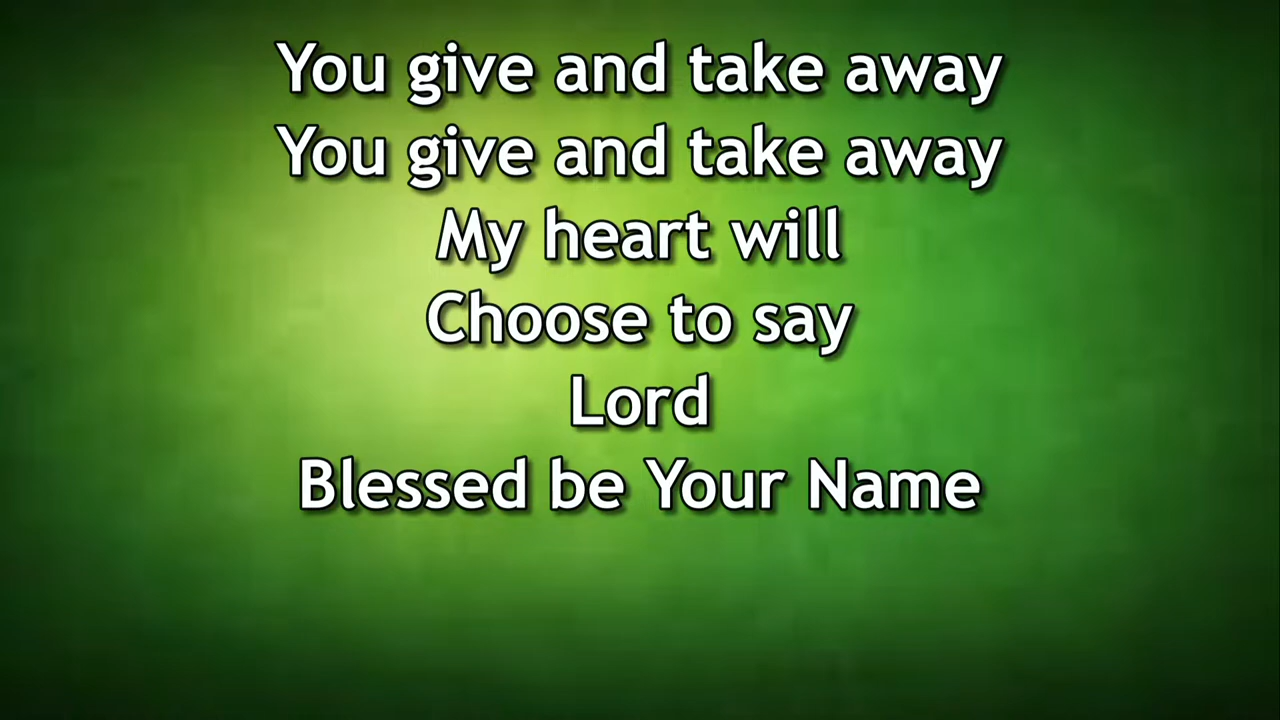 You give and take away
You give and take away
My heart will
Choose to say
Lord
Blessed be Your Name